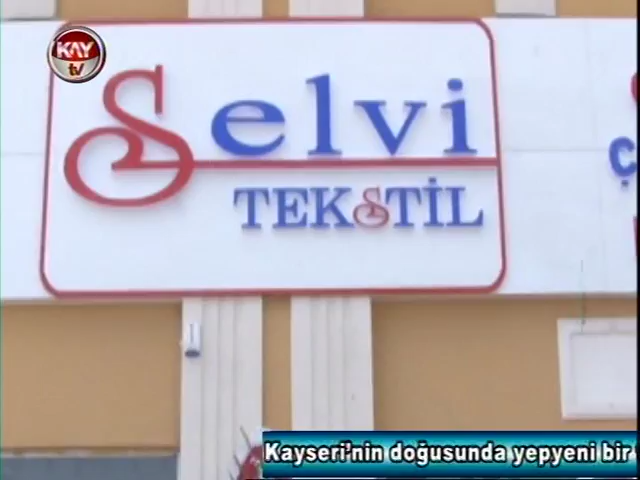 KAY
tv
Selvi
TEKSTİL
Kayseri'nin doğusunda yepyeni bir